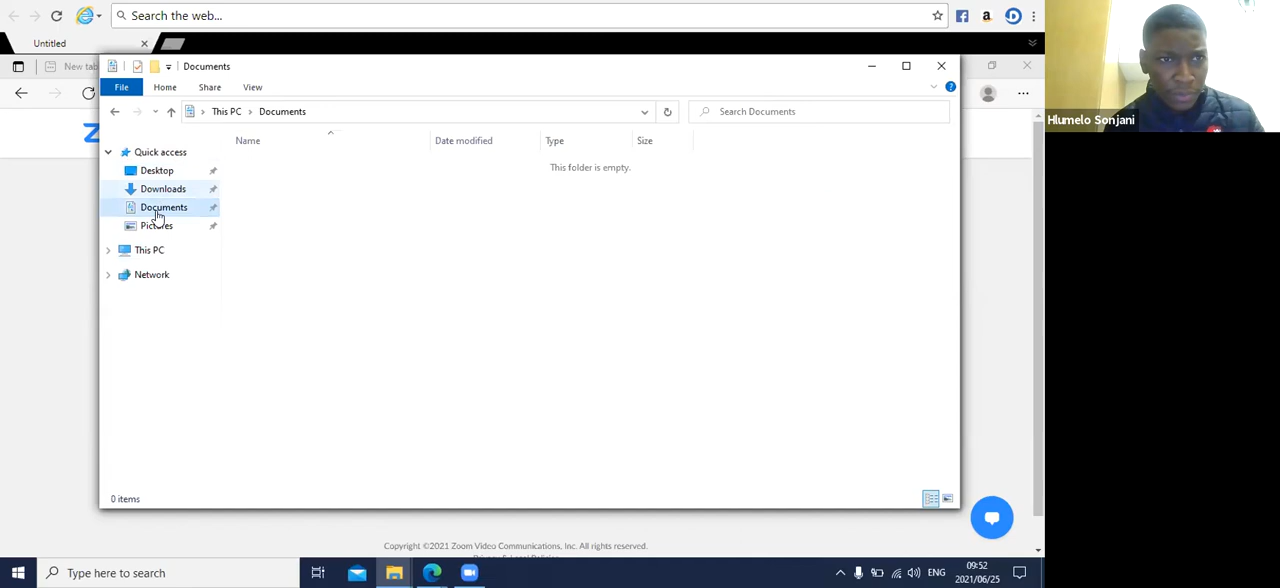 Search the web...
Untitled
New tab
Documents
File
Home
Share
View
This PC
Documents
Search Documents
Name
Date modified
Type
Size
This folder is empty.
Quick access
Desktop
Downloads
Documents
Pictures
This PC
Network
0 items
Copyright ©2021 Zoom Video Communications, Inc. All rights reserved.
Type here to search
ENG
09:52
2021/06/25
Hlumelo Sonjani